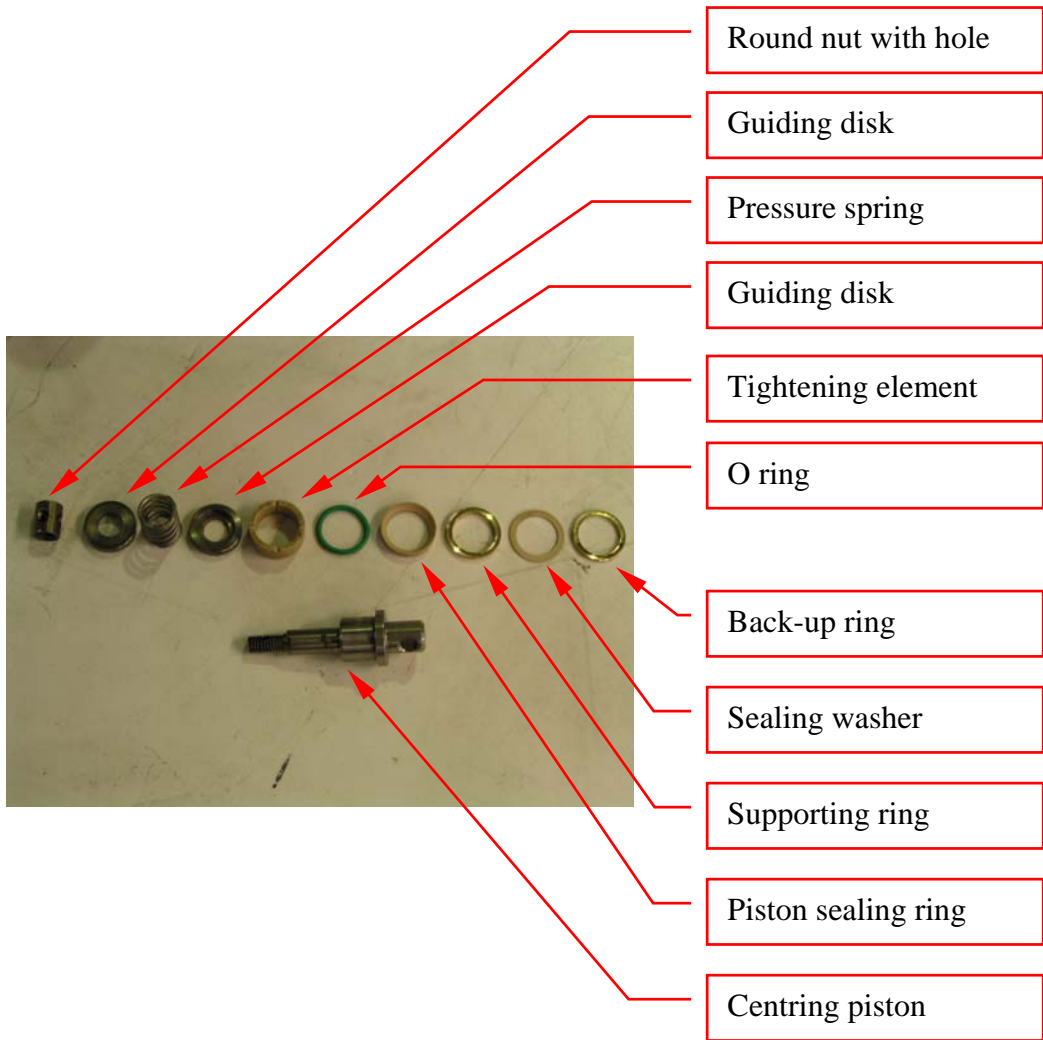 Round nut with hole
Guiding disk
Pressure spring
Guiding disk
Tightening element
O ring
Back-up ring
Sealing washer
Supporting ring
Piston sealing ring
Centring piston